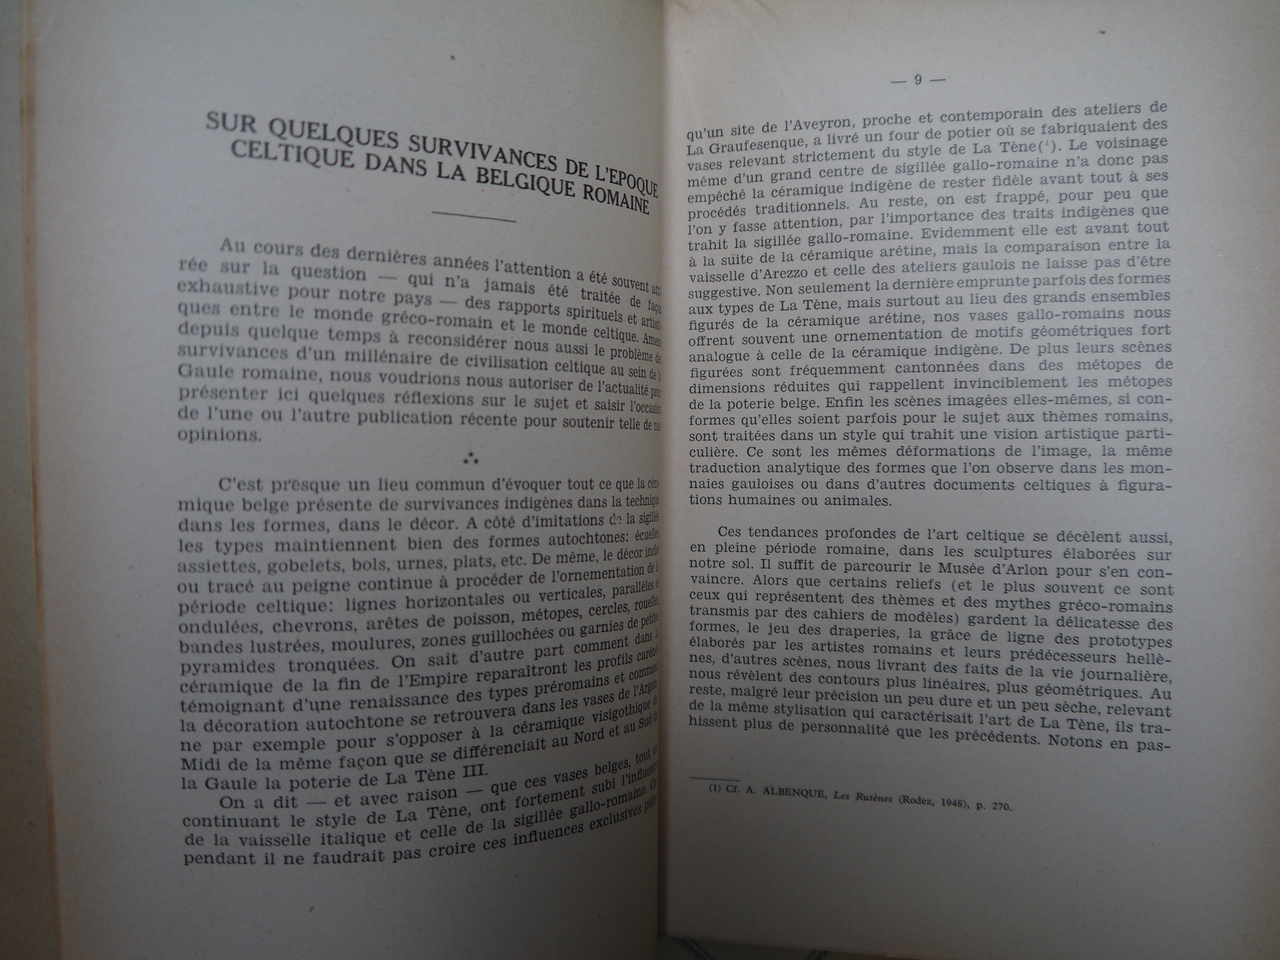 SUR QUELQUES SURVIVANCES DE L'EPOQUE
CELTIQUE DANS LA BELGIQUE ROMAINE
Au cours des dernières années l'attention a été souvent atti-
rée sur la question — qui n'a jamais été traitée de façon
exhaustive pour notre pays — des rapports spirituels et artisti-
ques entre le monde gréco-romain et le monde celtique.
depuis quelque temps à reconsidérer nous aussi le problème
survivances d'un millénaire de civilisation celtique au sein de la
Gaule romaine, nous voudrions nous autoriser de l'actualité pour
présenter ici quelques réflexions sur le sujet et saisir l'occasion
de l'une ou l'autre publication récente pour soutenir telle de nos
opinions.
C'est presque un lieu commun d'évoquer tout ce que la céra-
mique belge présente de survivances indigènes dans la technique
dans les formes, dans le décor. A côté d'imitations de la sigillée
les types maintiennent bien des formes autochtones: écuelles
assiettes, gobelets, bols, urnes, plats, etc. De même, le décor incisé
ou tracé au peigne continue à procéder de l'ornementation de la
période celtique: lignes horizontales ou verticales, parallèles
ondulées, chevrons, arêtes de poisson, métopes, cercles, rouelles
bandes lustrées, moulures, zones guillochées ou garnies de petites
pyramides tronquées. On sait d'autre part comment dans la
céramique de la fin de l'Empire reparaîtront les profils carénés
témoignant d'une renaissance des types préromains et comment
la décoration autochtone se retrouvera dans les vases de l'Argon-
ne par exemple pour s'opposer à la céramique visigothique du
Midi de la même façon que se différenciait au Nord et au Sud de
la Gaule la poterie de La Tène III.
On a dit — et avec raison — que ces vases belges, tout en
continuant le style de La Tène, ont fortement subi l'influence
de la vaisselle italique et celle de la sigillée gallo-romaine. Ce-
pendant il ne faudrait pas croire ces influences exclusives
— 9 —
qu'un site de l'Aveyron, proche et contemporain des ateliers de
La Graufesenque, a livré un four de potier où se fabriquaient des
vases relevant strictement du style de La Tène(¹). Le voisinage
même d'un grand centre de sigillée gallo-romaine n'a donc pas
empêché la céramique indigène de rester fidèle avant tout à ses
procédés traditionnels. Au reste, on est frappé, pour peu que
l'on y fasse attention, par l'importance des traits indigènes que
trahit la sigillée gallo-romaine. Evidemment elle est avant tout
à la suite de la céramique arétine, mais la comparaison entre la
vaisselle d'Arezzo et celle des ateliers gaulois ne laisse pas d'être
suggestive. Non seulement la dernière emprunte parfois des formes
aux types de La Tène, mais surtout au lieu des grands ensembles
figurés de la céramique arétine, nos vases gallo-romains nous
offrent souvent une ornementation de motifs géométriques fort
analogue à celle de la céramique indigène. De plus leurs scènes
figurées sont fréquemment cantonnées dans des métopes de
dimensions réduites qui rappellent invinciblement les métopes
de la poterie belge. Enfin les scènes imagées elles-mêmes, si con-
formes qu'elles soient parfois pour le sujet aux thèmes romains,
sont traitées dans un style qui trahit une vision artistique parti-
culière. Ce sont les mêmes déformations de l'image, la même
traduction analytique des formes que l'on observe dans les mon-
naies gauloises ou dans d'autres documents celtiques à figura-
tions humaines ou animales.
Ces tendances profondes de l'art celtique se décèlent aussi,
en pleine période romaine, dans les sculptures élaborées sur
notre sol. Il suffit de parcourir le Musée d'Arlon pour s'en con-
vaincre. Alors que certains reliefs (et le plus souvent ce sont
ceux qui représentent des thèmes et des mythes gréco-romains
transmis par des cahiers de modèles) gardent la délicatesse des
formes, le jeu des draperies, la grâce de ligne des prototypes
élaborés par les artistes romains et leurs prédécesseurs hellè-
nes, d'autres scènes, nous livrant des faits de la vie journalière,
nous révèlent des contours plus linéaires, plus géométriques. Au
reste, malgré leur précision un peu dure et un peu sèche, relevant
de la même stylisation qui caractérisait l'art de La Tène, ils tra-
hissent plus de personnalité que les précédents. Notons en pas-
(1) Cf. A. ALBENQUE, Les Rutènes (Rodez, 1948), p. 270.